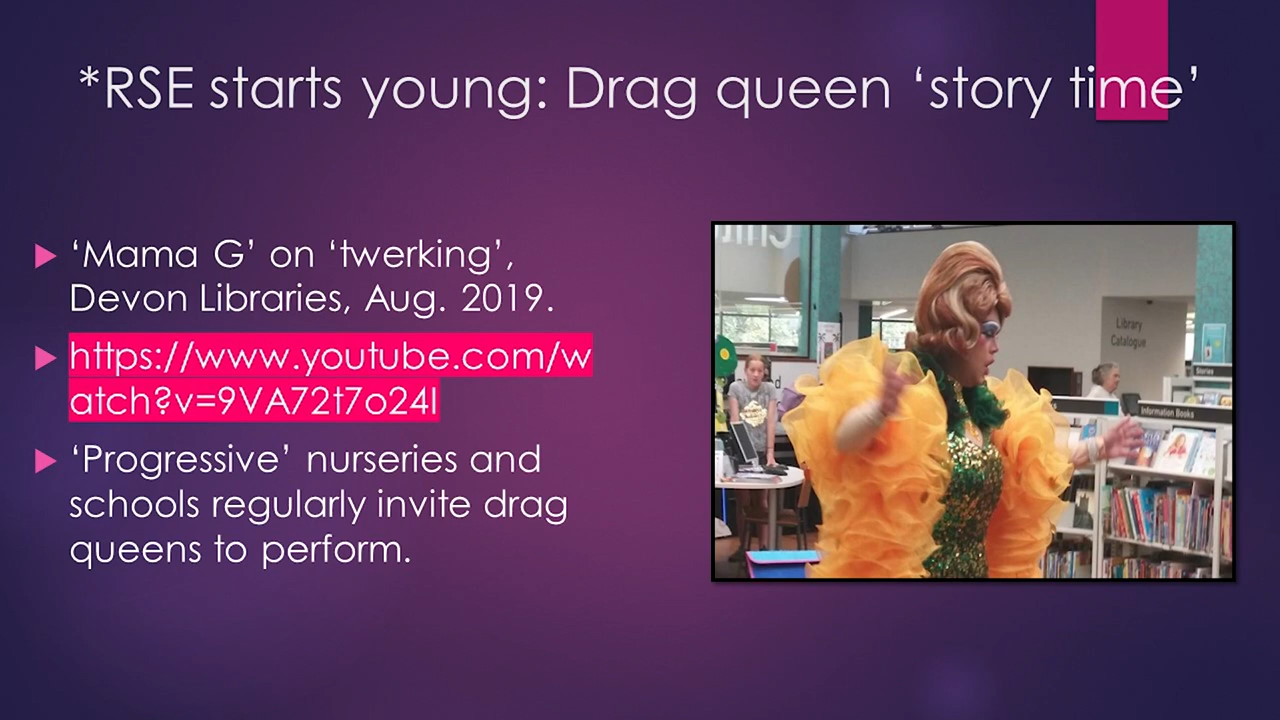 *RSE starts young: Drag queen ‘story time’
‘Mama G’ on ‘twerking’,
Devon Libraries, Aug. 2019.
https://www.youtube.com/w
atch?v=9VA72t7o24I
‘Progressive’ nurseries and
schools regularly invite drag
queens to perform.
Library
Catalogue
Stories
Information Books